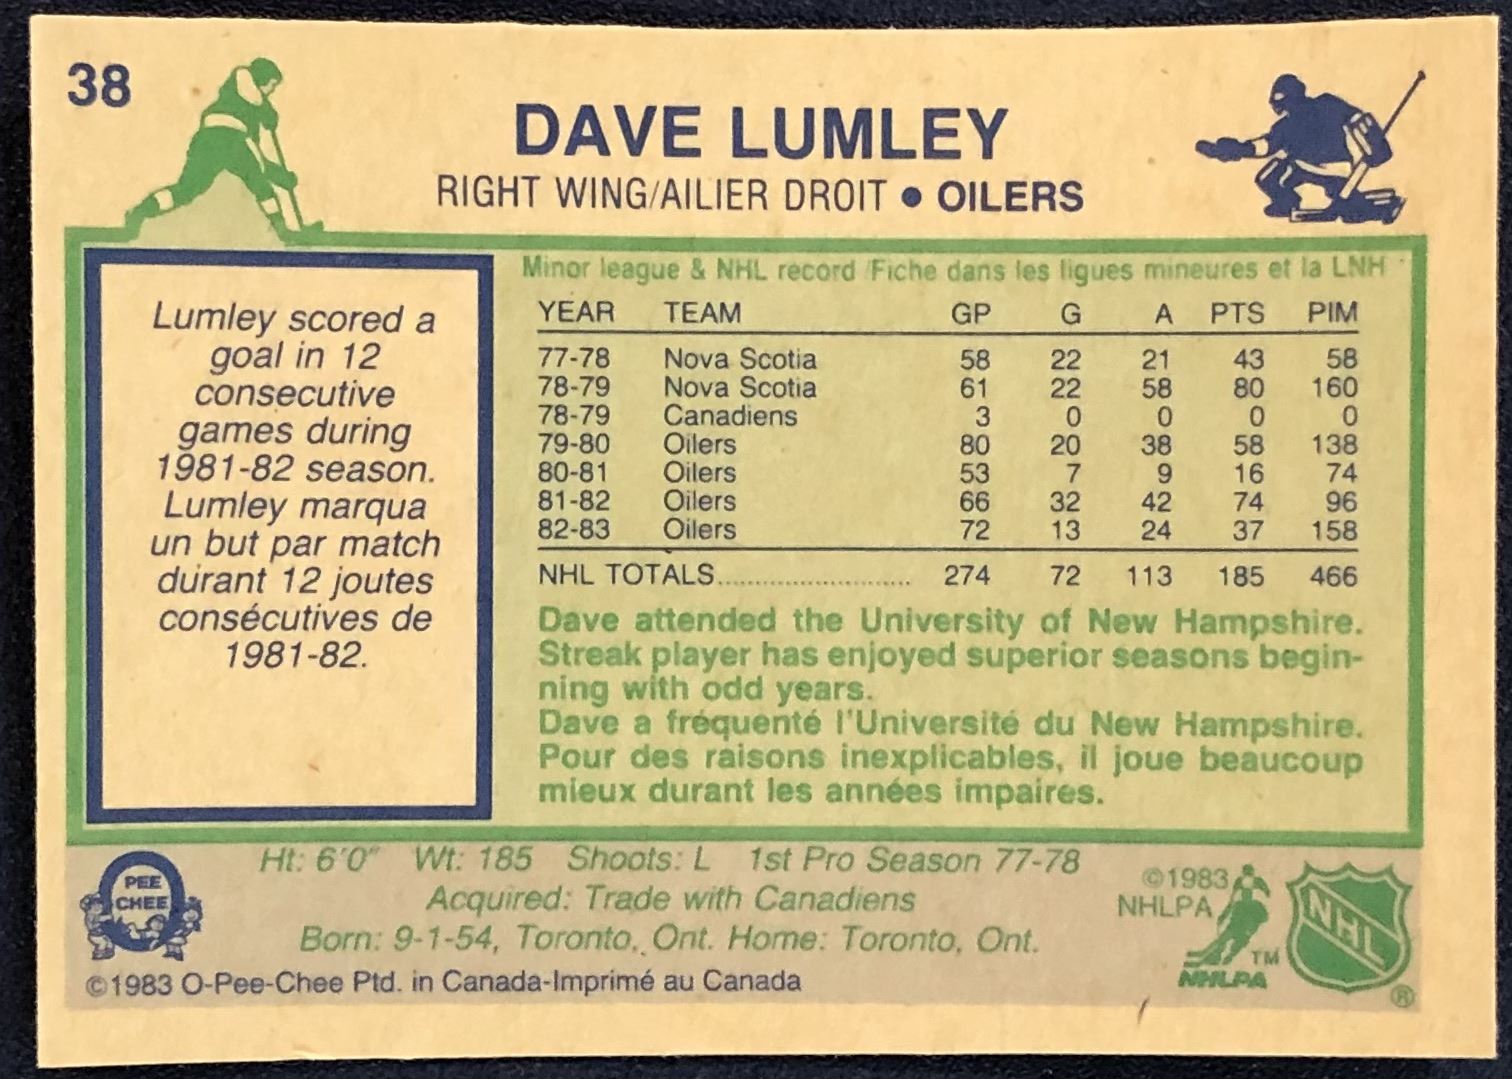 38
DAVE LUMLEY
RIGHT WING/AILIER DROIT • OILERS
Lumley scored a
goal in 12
consecutive
games during
1981-82 season.
Lumley marqua
un but par match
durant 12 joutes
consécutives de
1981-82.
Minor league & NHL record/Fiche dans les ligues mineures et la LNH
YEAR TEAM GP G A PTS PIM
77-78 Nova Scotia 58 22 21 43 58
78-79 Nova Scotia 61 22 58 80 160
78-79 Canadiens 3 0 0 0 0
79-80 Oilers 80 20 38 58 138
80-81 Oilers 53 7 9 16 74
81-82 Oilers 66 32 42 74 96
82-83 Oilers 72 13 24 37 158
NHL TOTALS.......................... 274 72 113 185 466
Dave attended the University of New Hampshire.
Streak player has enjoyed superior seasons begin-
ning with odd years.
Dave a fréquenté l'Université du New Hampshire.
Pour des raisons inexplicables, il joue beaucoup
mieux durant les années impaires.
PEE
CHEE
Ht: 6'0" Wt: 185 Shoots: L 1st Pro Season 77-78
Acquired: Trade with Canadiens
Born: 9-1-54, Toronto, Ont. Home: Toronto, Ont.
©1983 O-Pee-Chee Ptd. in Canada-Imprimé au Canada
©1983
NHLPA
TM
NHLPA
NHL
®